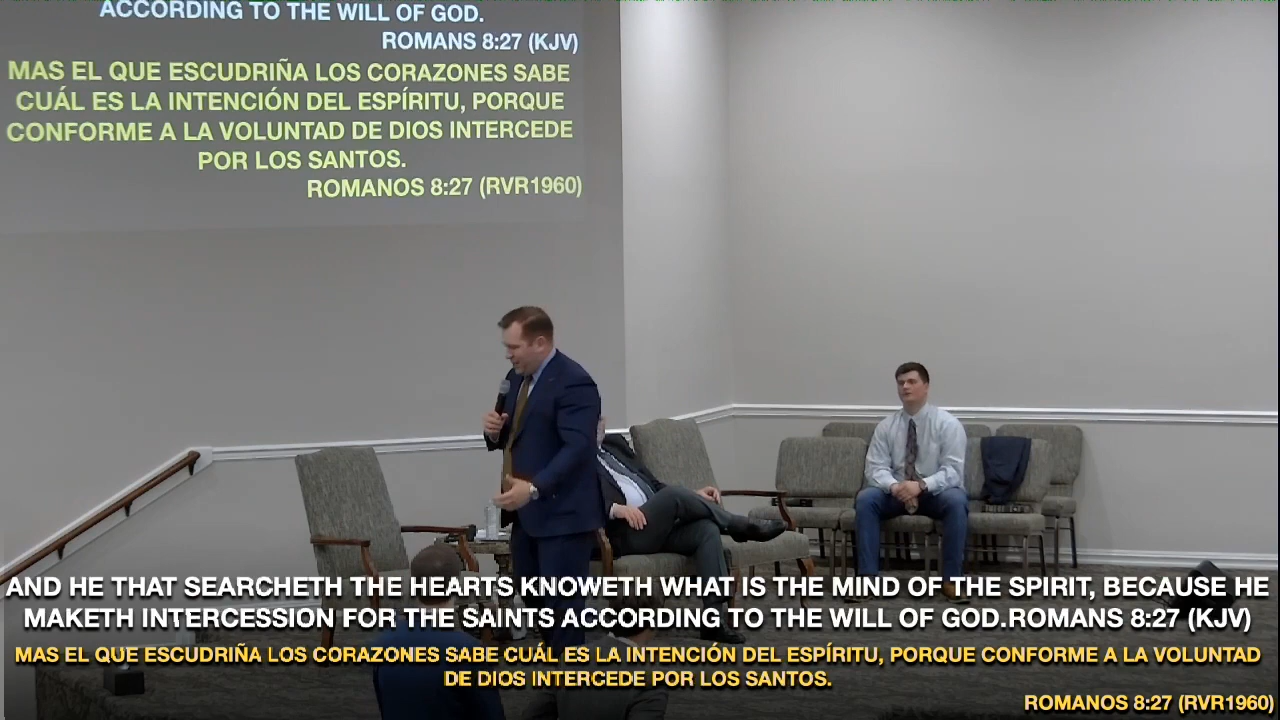 ACCORDING TO THE WILL OF GOD.
ROMANS 8:27 (KJV)
MAS EL QUE ESCUDRIÑA LOS CORAZONES SABE
CUÁL ES LA INTENCIÓN DEL ESPÍRITU, PORQUE
CONFORME A LA VOLUNTAD DE DIOS INTERCEDE
POR LOS SANTOS.
ROMANOS 8:27 (RVR1960)
AND HE THAT SEARCHETH THE HEARTS KNOWETH WHAT IS THE MIND OF THE SPIRIT, BECAUSE HE
MAKETH INTERCESSION FOR THE SAINTS ACCORDING TO THE WILL OF GOD.ROMANS 8:27 (KJV)
MAS EL QUE ESCUDRIÑA LOS CORAZONES SABE CUÁL ES LA INTENCIÓN DEL ESPÍRITU, PORQUE CONFORME A LA VOLUNTAD
DE DIOS INTERCEDE POR LOS SANTOS.
ROMANOS 8:27 (RVR1960)